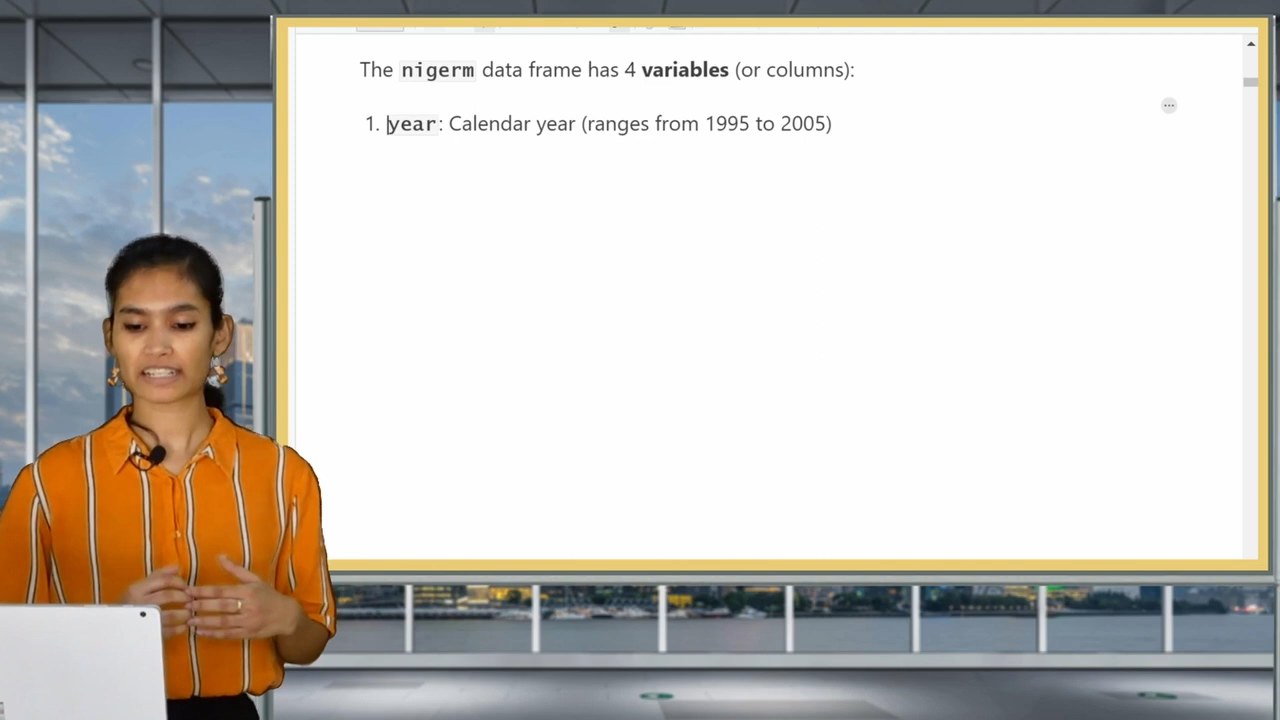 The nigerm data frame has 4 variables (or columns):
1. year: Calendar year (ranges from 1995 to 2005)